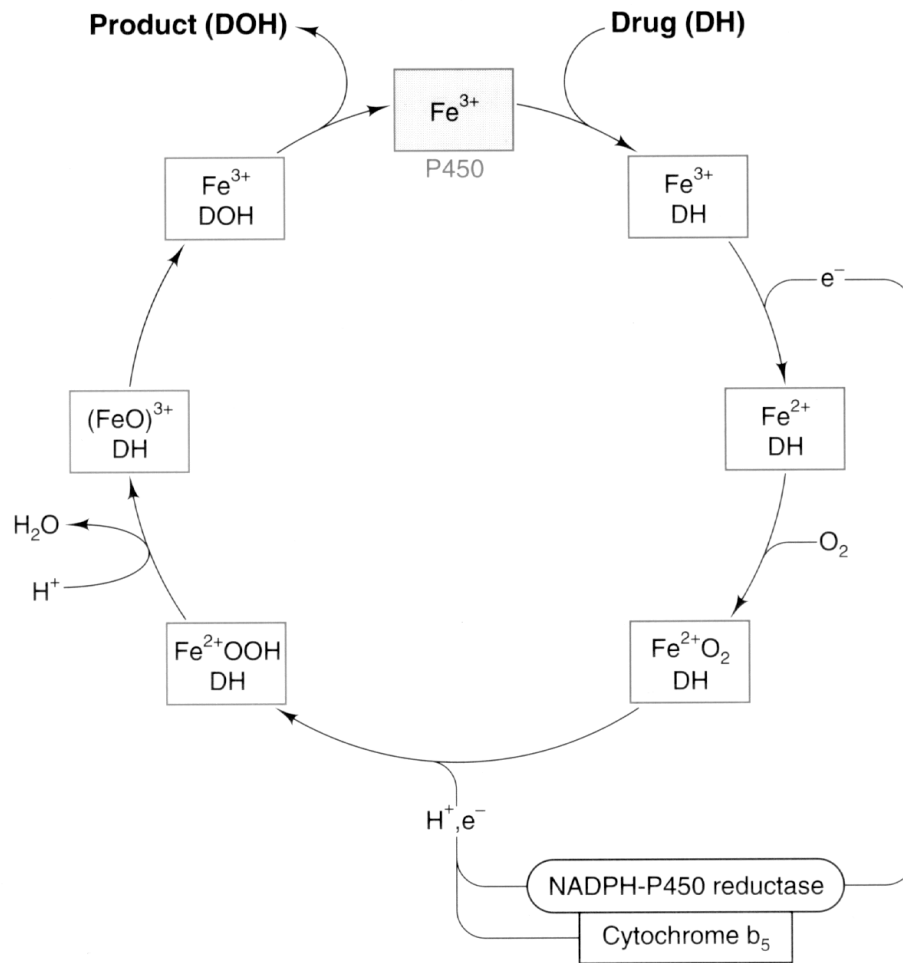 Product (DOH)
Drug (DH)
Fe³⁺
P450
Fe³⁺
DOH
Fe³⁺
DH
e⁻
(FeO)³⁺
DH
Fe²⁺
DH
H₂O
H⁺
O₂
Fe²⁺OOH
DH
Fe²⁺O₂
DH
H⁺,e⁻
NADPH-P450 reductase
Cytochrome b₅